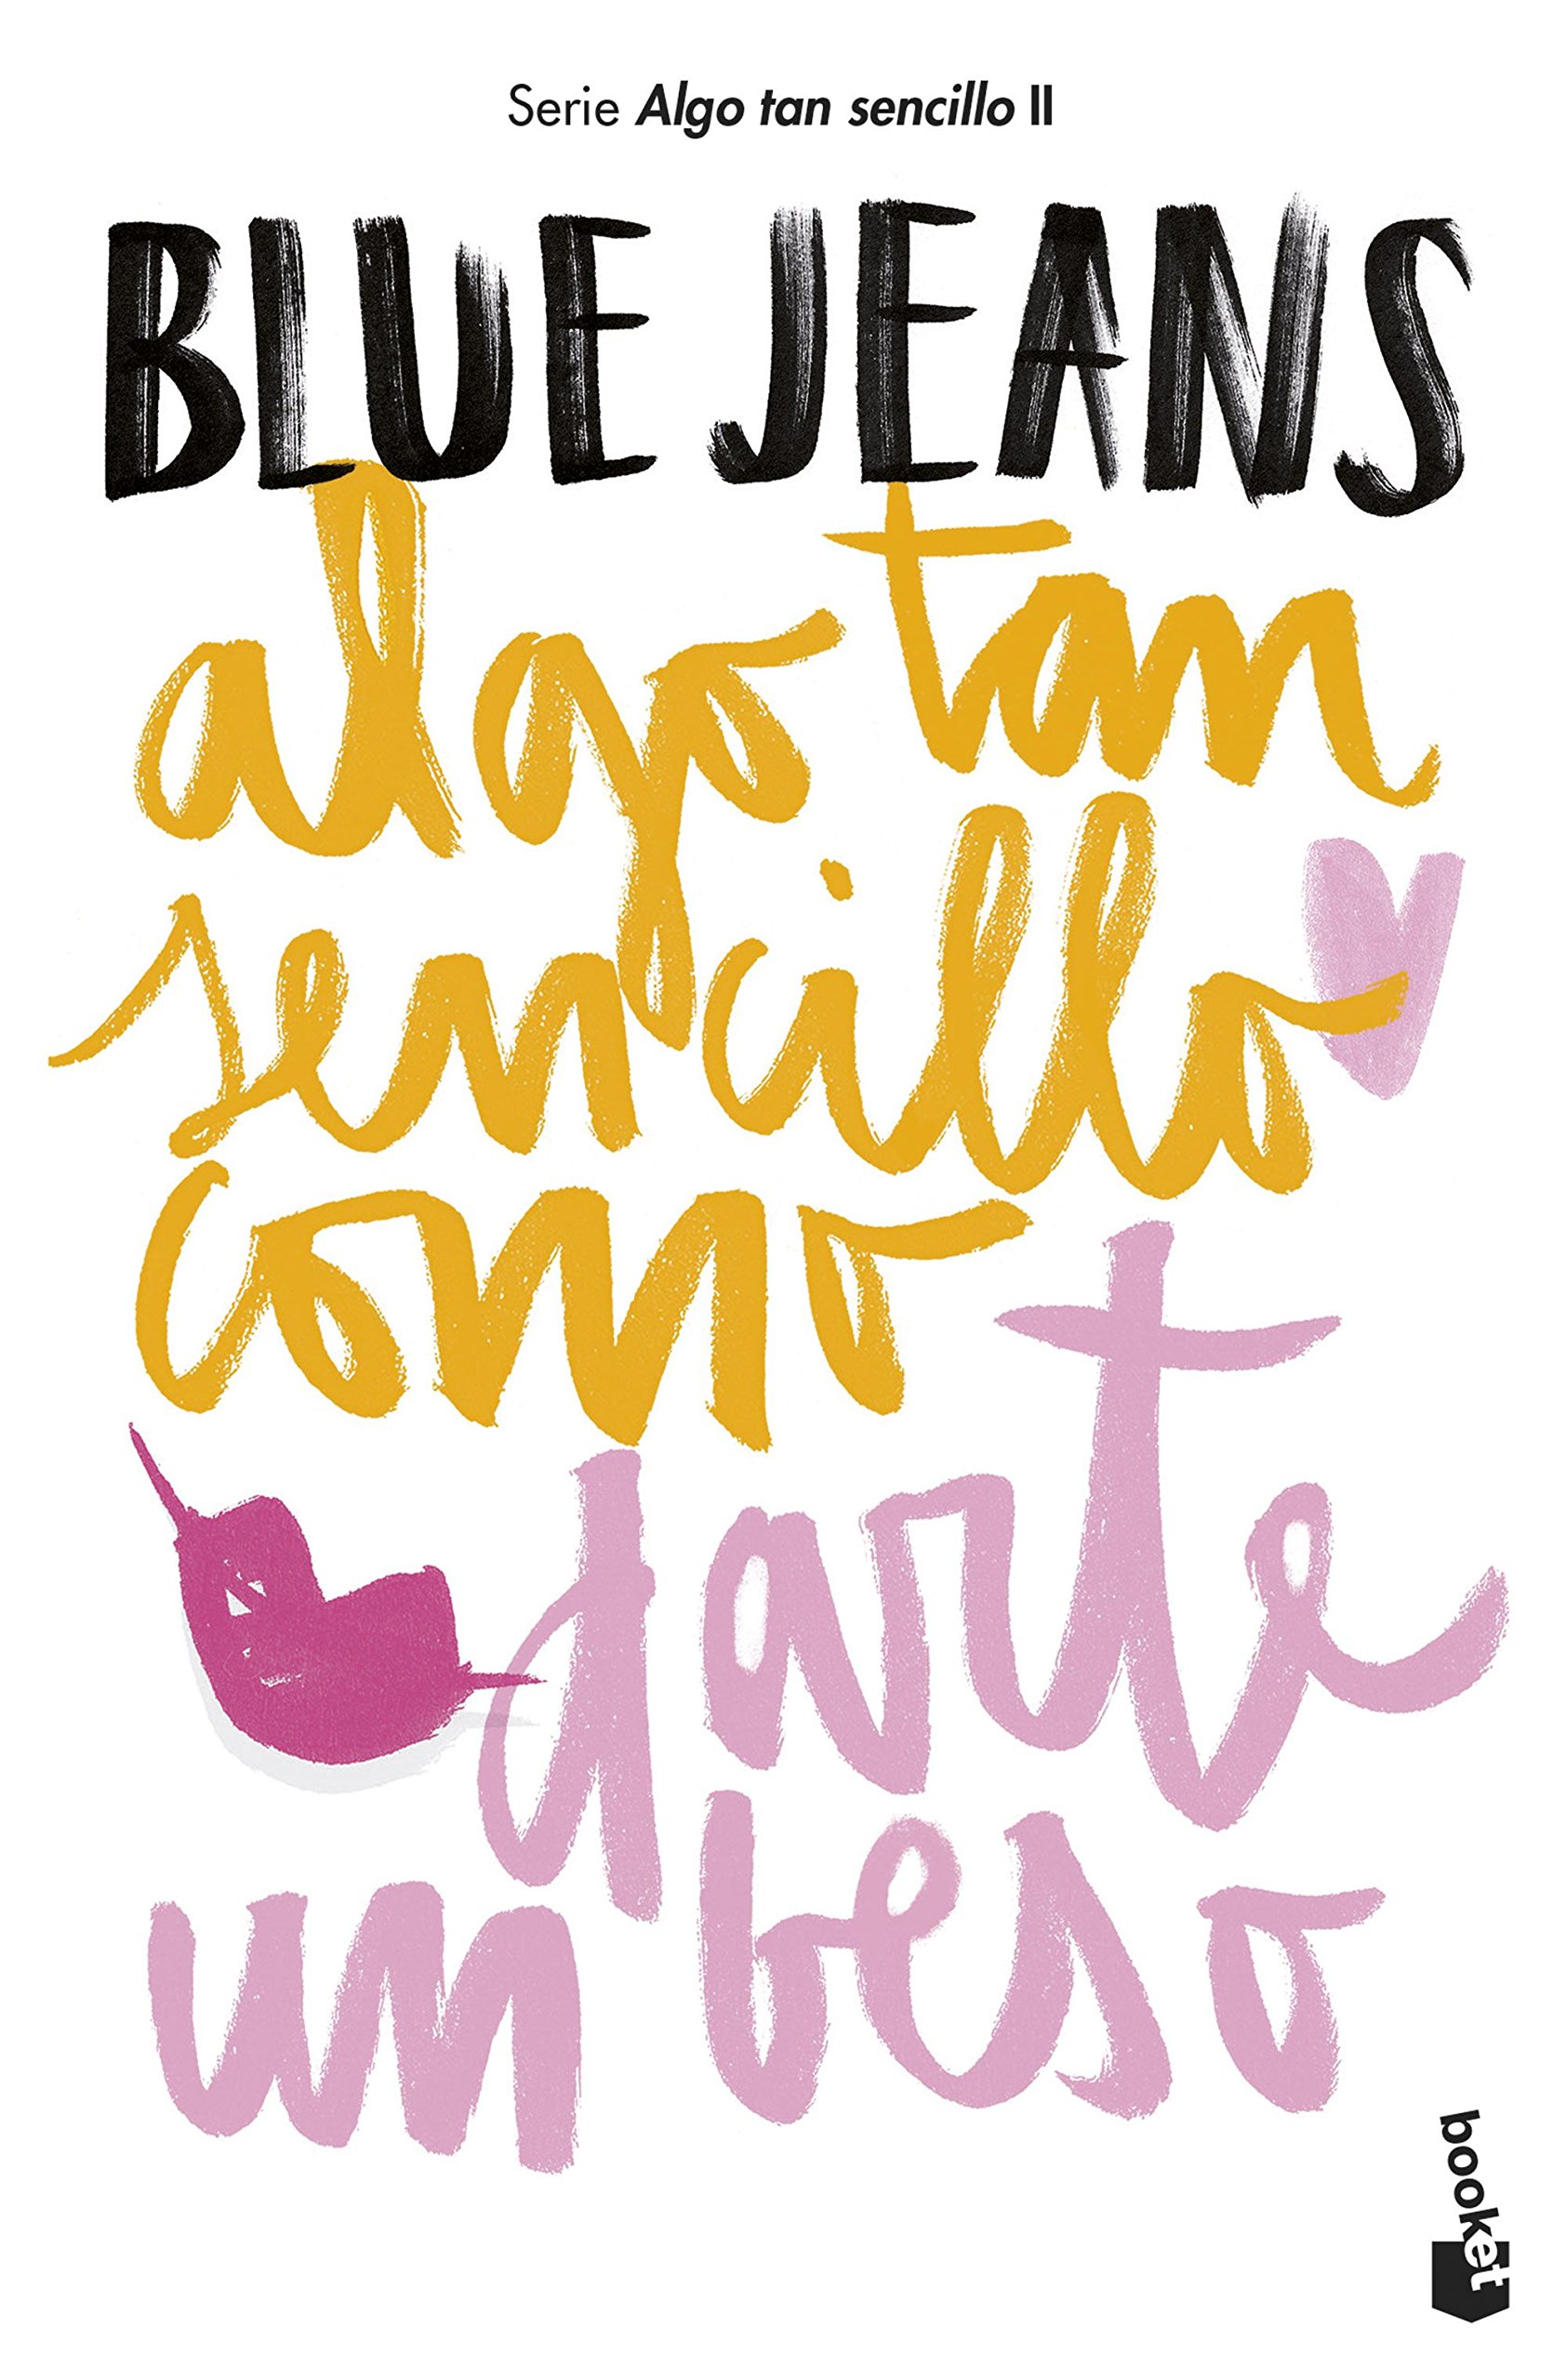 Serie Algo tan sencillo II
BLUE JEANS
algo tan
sencillo
como
darte
un beso
booket